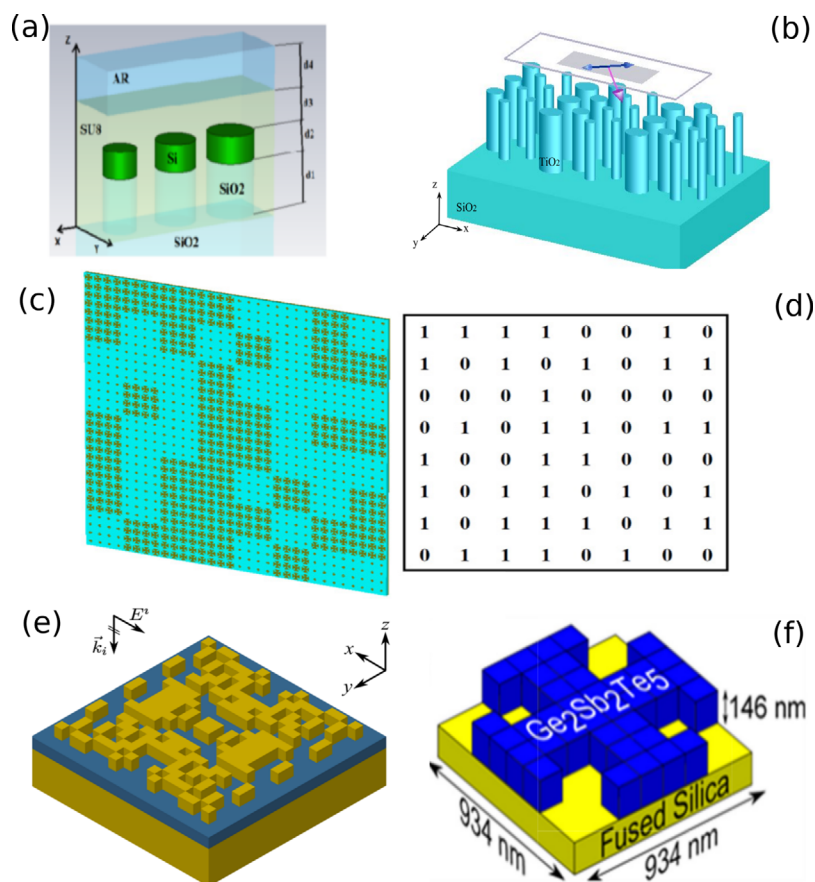 (a)
Z
AR
d4
d3
SU8
d2
Si
d1
SiO2
X
Y
SiO2
(b)
TiO2
SiO2
z
y
x
(c)
(d)
1 1 1 1 0 0 1 0
1 0 1 0 1 0 1 1
0 0 0 1 0 0 0 0
0 1 0 1 1 0 1 1
1 0 0 1 1 0 0 0
1 0 1 1 0 1 0 1
1 0 1 1 1 0 1 1
0 1 1 1 0 1 0 0
(e)
E^i
k⃗_i
z
x
y
(f)
Ge2Sb2Te5
146 nm
Fused Silica
934 nm
934 nm